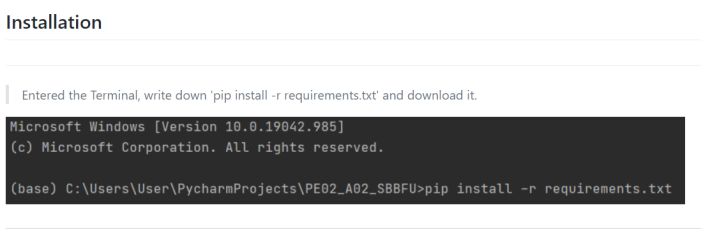 Installation
Entered the Terminal, write down 'pip install -r requirements.txt' and download it.
Microsoft Windows [Version 10.0.19042.985]
(c) Microsoft Corporation. All rights reserved.
(base) C:\Users\User\PycharmProjects\PE02_A02_SBBFU>pip install -r requirements.txt